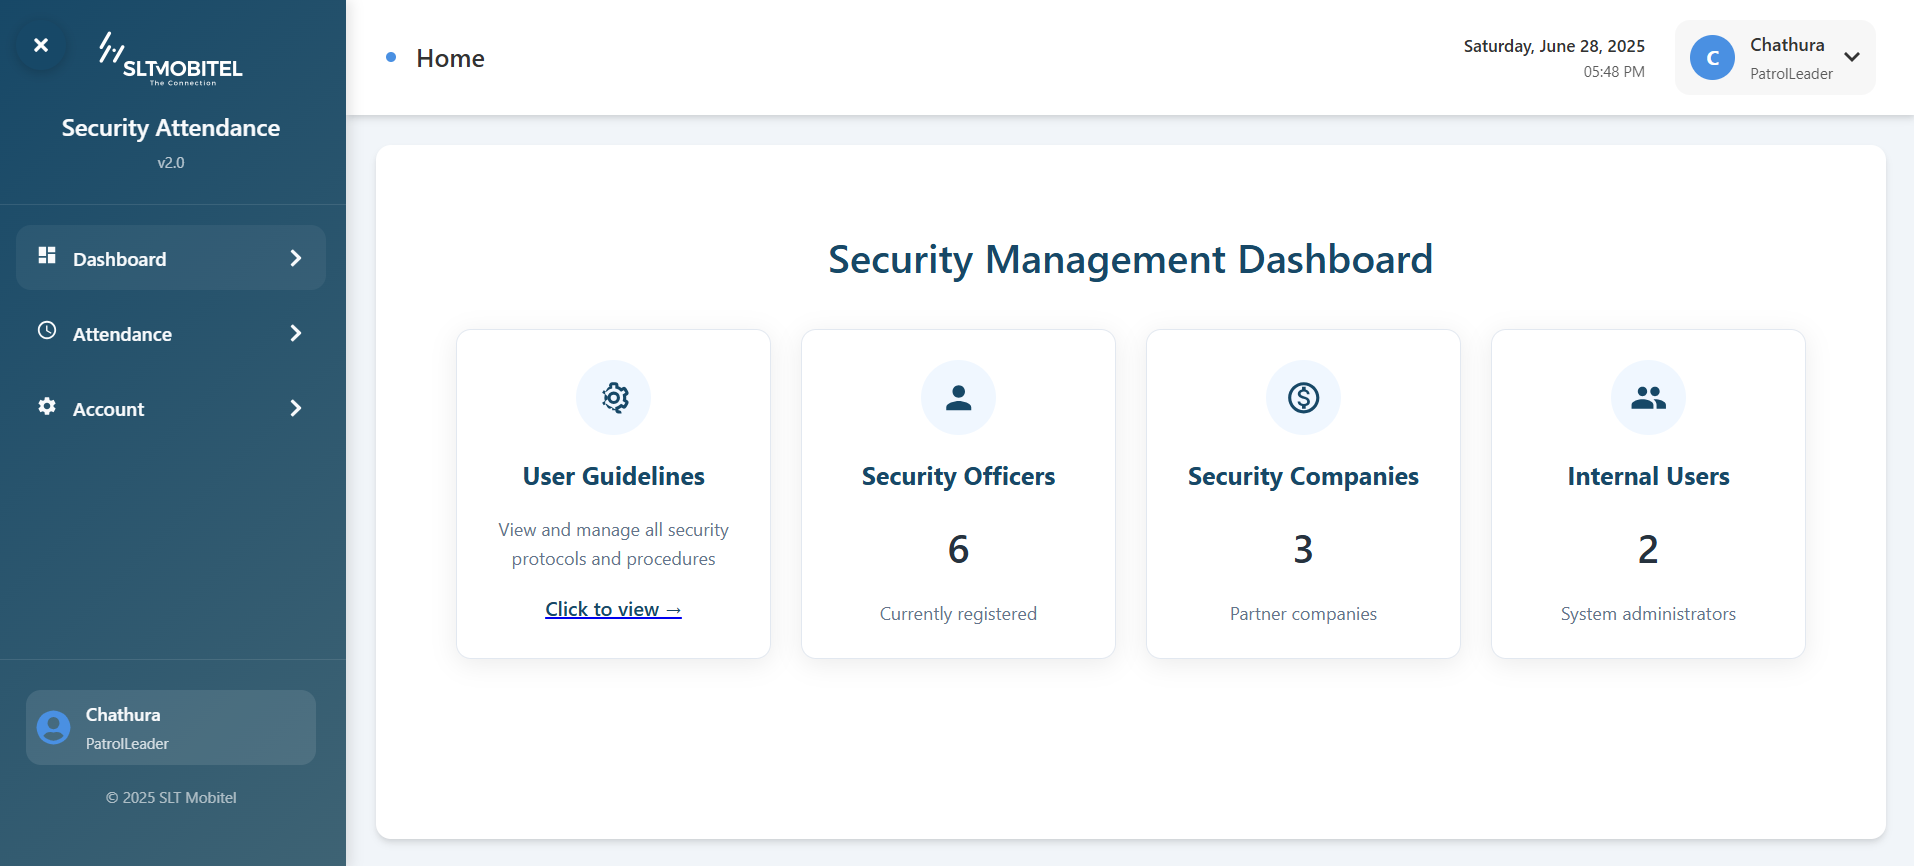 SLTMOBITEL
The Connection
Security Attendance
v2.0
Dashboard
Attendance
Account
Chathura
PatrolLeader
© 2025 SLT Mobitel
Home
Saturday, June 28, 2025
05:48 PM
C
Chathura
PatrolLeader
Security Management Dashboard
User Guidelines
View and manage all security
protocols and procedures
Click to view →
Security Officers
6
Currently registered
Security Companies
3
Partner companies
Internal Users
2
System administrators